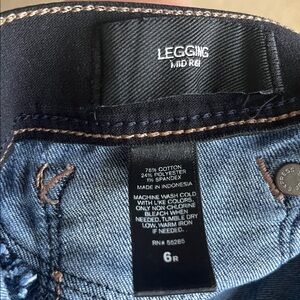 LEGGING
MID RISE
76% COTTON
24% POLYESTER
1% SPANDEX
MADE IN INDONESIA
MACHINE WASH COLD
WITH LIKE COLORS,
ONLY NON CHLORINE
BLEACH WHEN
NEEDED, TUMBLE DRY
LOW, WARM IRON
IF NEEDED.
RN# 55285
6R